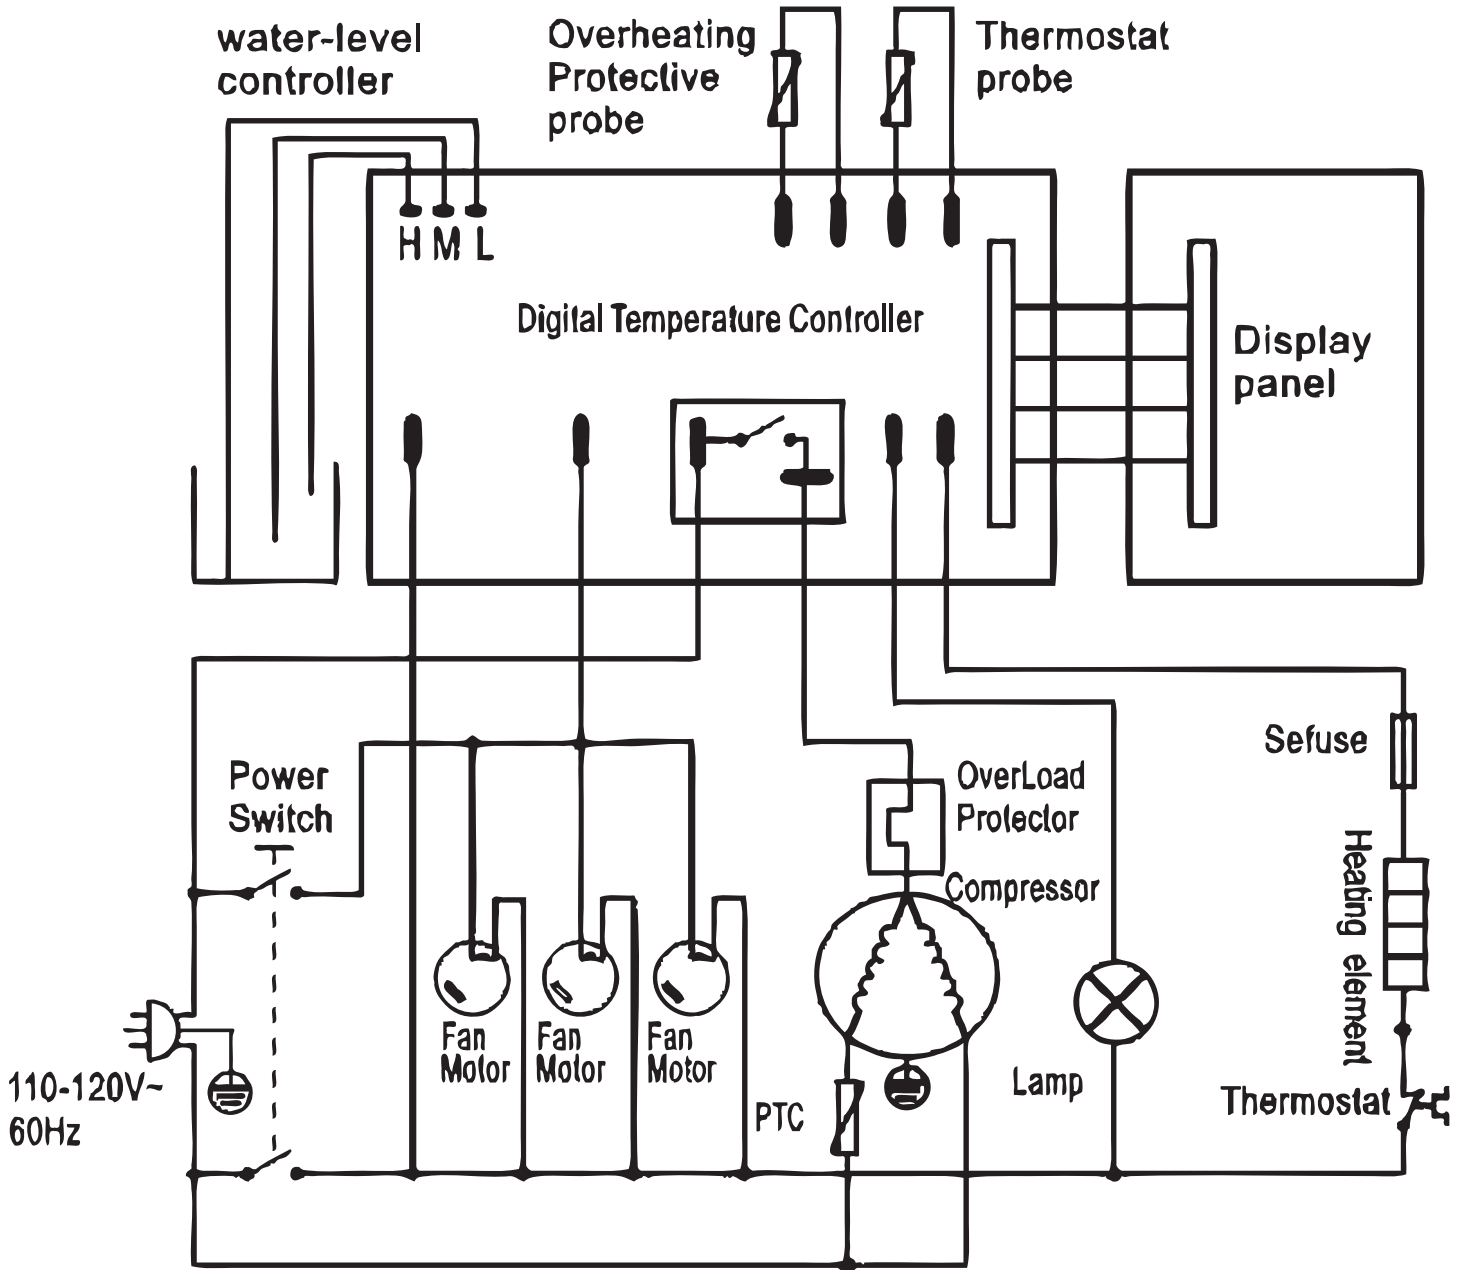 water-level
controller
Overheating
Protective
probe
Thermostat
probe
H M L
Digital Temperature Controller
Display
panel
Power
Switch
OverLoad
Protector
Compressor
Sefuse
Heating element
Thermostat
Fan
Motor
Fan
Motor
Fan
Motor
PTC
Lamp
110-120V~
60Hz